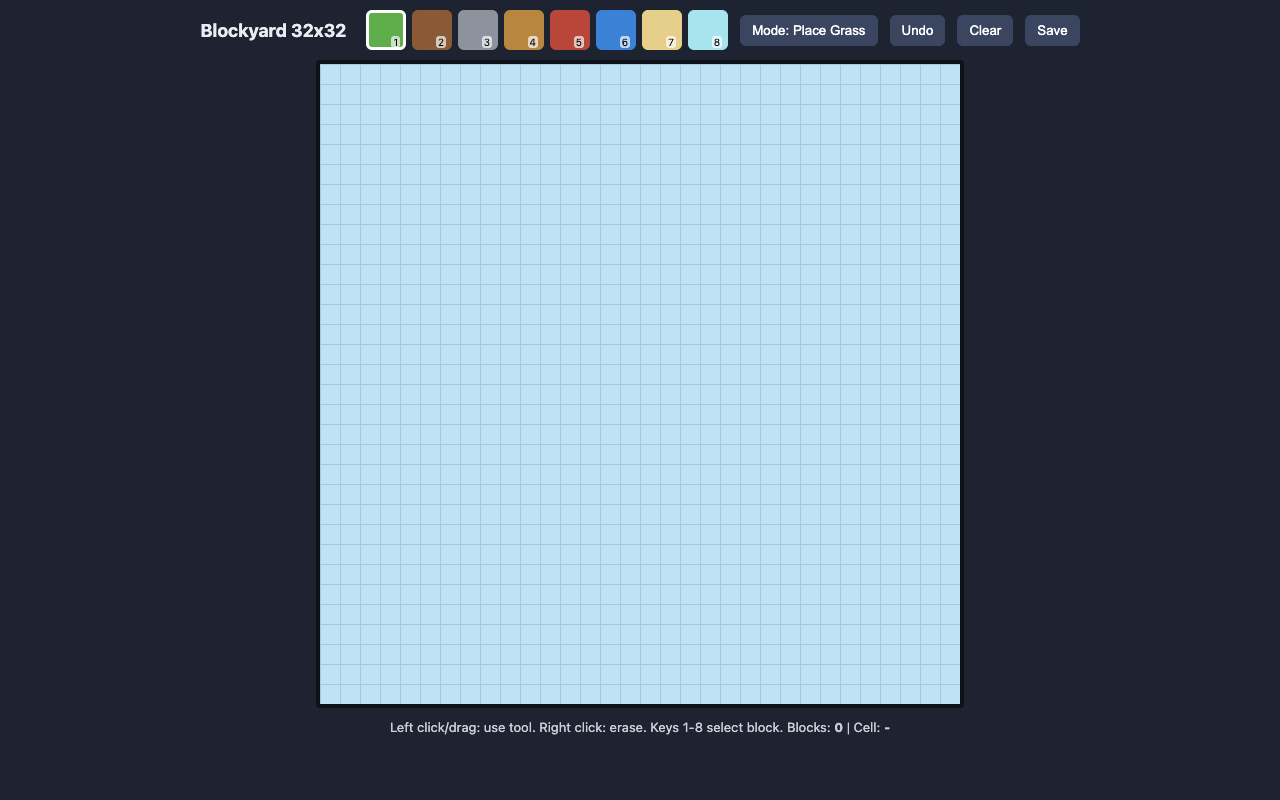 Blockyard 32x32
1 2 3 4 5 6 7 8
Mode: Place Grass
Undo
Clear
Save
Left click/drag: use tool. Right click: erase. Keys 1-8 select block. Blocks: 0 | Cell: -